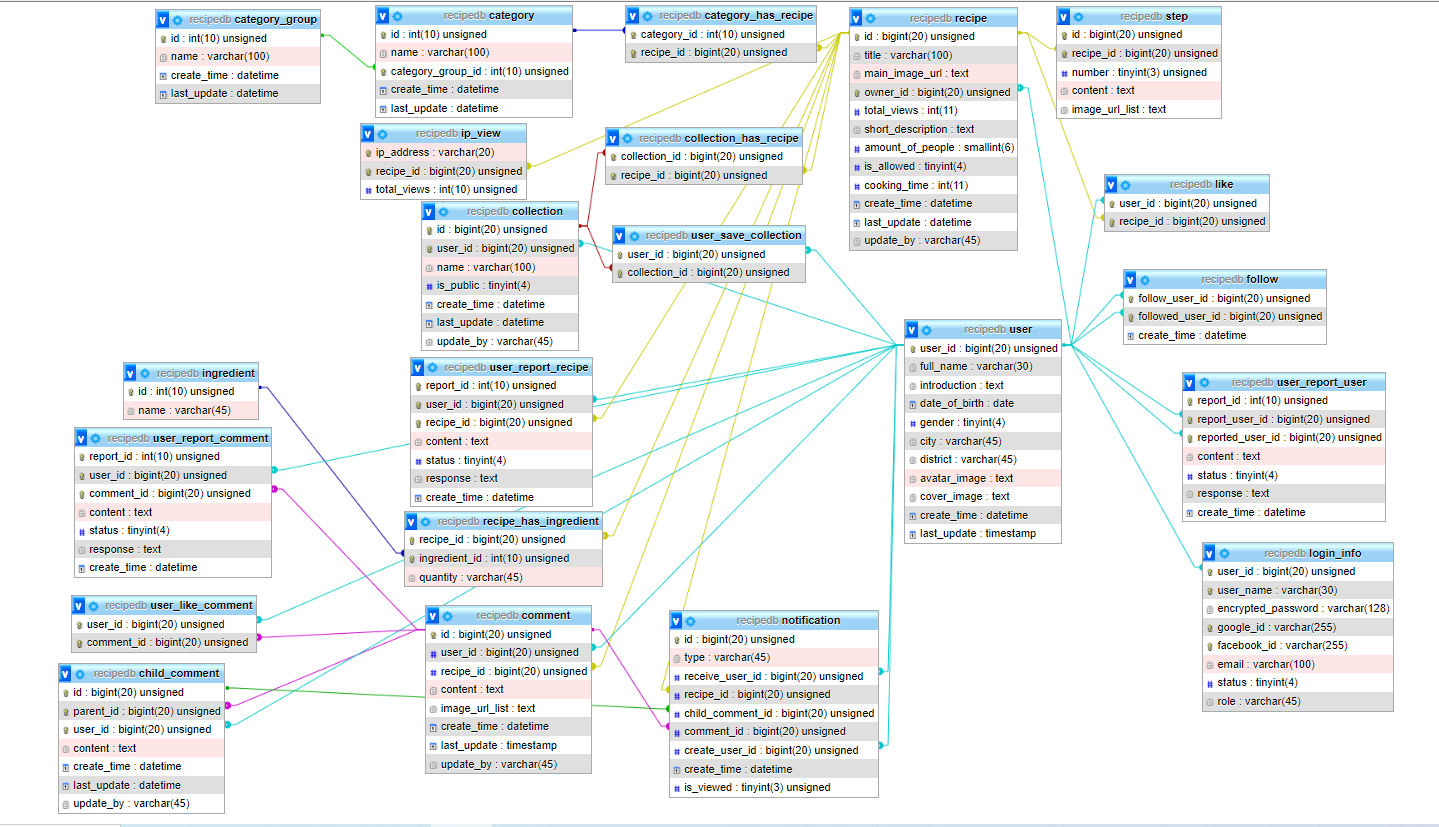 recipedb category_group
id : int(10) unsigned
name : varchar(100)
create_time : datetime
last_update : datetime
recipedb category
id : int(10) unsigned
name : varchar(100)
category_group_id : int(10) unsigned
create_time : datetime
last_update : datetime
recipedb category_has_recipe
category_id : int(10) unsigned
recipe_id : bigint(20) unsigned
recipedb recipe
id : bigint(20) unsigned
title : varchar(100)
main_image_url : text
owner_id : bigint(20) unsigned
total_views : int(11)
short_description : text
amount_of_people : smallint(6)
is_allowed : tinyint(4)
cooking_time : int(11)
create_time : datetime
last_update : datetime
update_by : varchar(45)
recipedb step
id : bigint(20) unsigned
recipe_id : bigint(20) unsigned
number : tinyint(3) unsigned
content : text
image_url_list : text
recipedb ip_view
ip_address : varchar(20)
recipe_id : bigint(20) unsigned
total_views : int(10) unsigned
recipedb collection_has_recipe
collection_id : bigint(20) unsigned
recipe_id : bigint(20) unsigned
recipedb like
user_id : bigint(20) unsigned
recipe_id : bigint(20) unsigned
recipedb collection
id : bigint(20) unsigned
user_id : bigint(20) unsigned
name : varchar(100)
is_public : tinyint(4)
create_time : datetime
last_update : datetime
update_by : varchar(45)
recipedb user_save_collection
user_id : bigint(20) unsigned
collection_id : bigint(20) unsigned
recipedb follow
follow_user_id : bigint(20) unsigned
followed_user_id : bigint(20) unsigned
create_time : datetime
recipedb user
user_id : bigint(20) unsigned
full_name : varchar(30)
introduction : text
date_of_birth : date
gender : tinyint(4)
city : varchar(45)
district : varchar(45)
avatar_image : text
cover_image : text
create_time : datetime
last_update : timestamp
recipedb ingredient
id : int(10) unsigned
name : varchar(45)
recipedb user_report_recipe
report_id : int(10) unsigned
user_id : bigint(20) unsigned
recipe_id : bigint(20) unsigned
content : text
status : tinyint(4)
response : text
create_time : datetime
recipedb user_report_user
report_id : int(10) unsigned
report_user_id : bigint(20) unsigned
reported_user_id : bigint(20) unsigned
content : text
status : tinyint(4)
response : text
create_time : datetime
recipedb user_report_comment
report_id : int(10) unsigned
user_id : bigint(20) unsigned
comment_id : bigint(20) unsigned
content : text
status : tinyint(4)
response : text
create_time : datetime
recipedb recipe_has_ingredient
recipe_id : bigint(20) unsigned
ingredient_id : int(10) unsigned
quantity : varchar(45)
recipedb login_info
user_id : bigint(20) unsigned
user_name : varchar(30)
encrypted_password : varchar(128)
google_id : varchar(255)
facebook_id : varchar(255)
email : varchar(100)
status : tinyint(4)
role : varchar(45)
recipedb user_like_comment
user_id : bigint(20) unsigned
comment_id : bigint(20) unsigned
recipedb comment
id : bigint(20) unsigned
user_id : bigint(20) unsigned
recipe_id : bigint(20) unsigned
content : text
image_url_list : text
create_time : datetime
last_update : timestamp
update_by : varchar(45)
recipedb notification
id : bigint(20) unsigned
type : varchar(45)
receive_user_id : bigint(20) unsigned
recipe_id : bigint(20) unsigned
child_comment_id : bigint(20) unsigned
comment_id : bigint(20) unsigned
create_user_id : bigint(20) unsigned
create_time : datetime
is_viewed : tinyint(3) unsigned
recipedb child_comment
id : bigint(20) unsigned
parent_id : bigint(20) unsigned
user_id : bigint(20) unsigned
content : text
create_time : datetime
last_update : datetime
update_by : varchar(45)